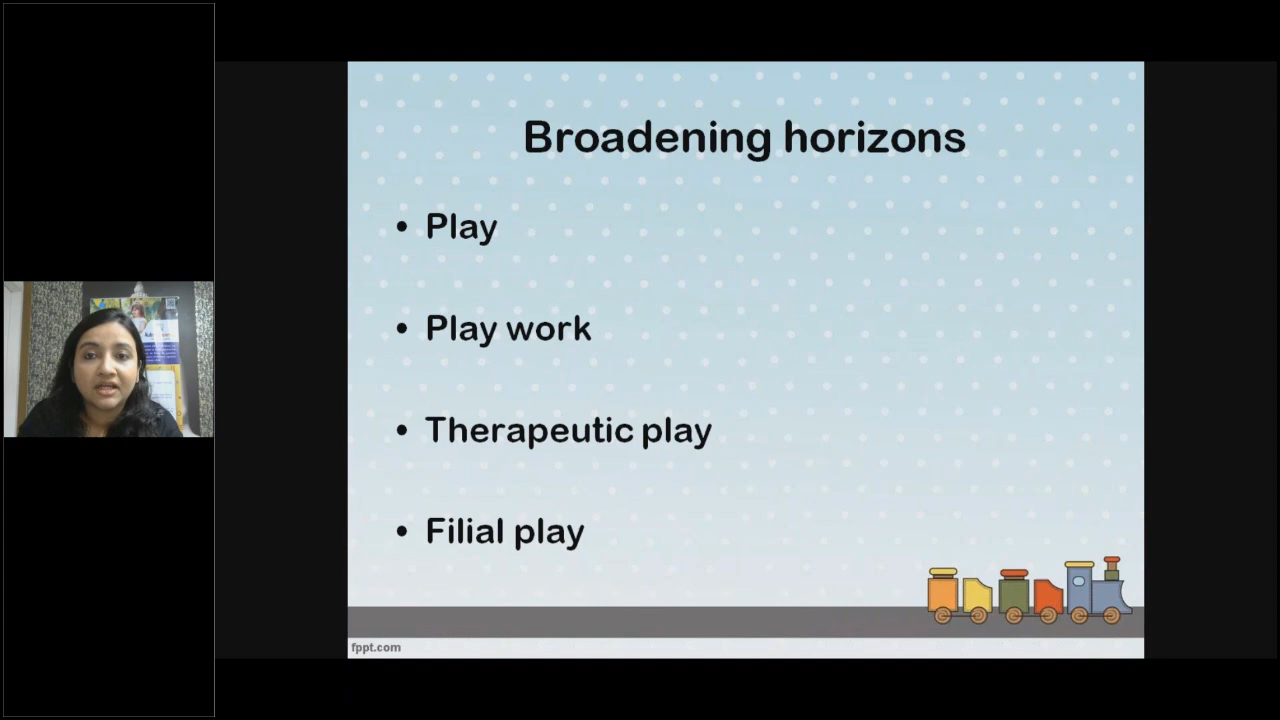 Broadening horizons
• Play
• Play work
• Therapeutic play
• Filial play
fppt.com